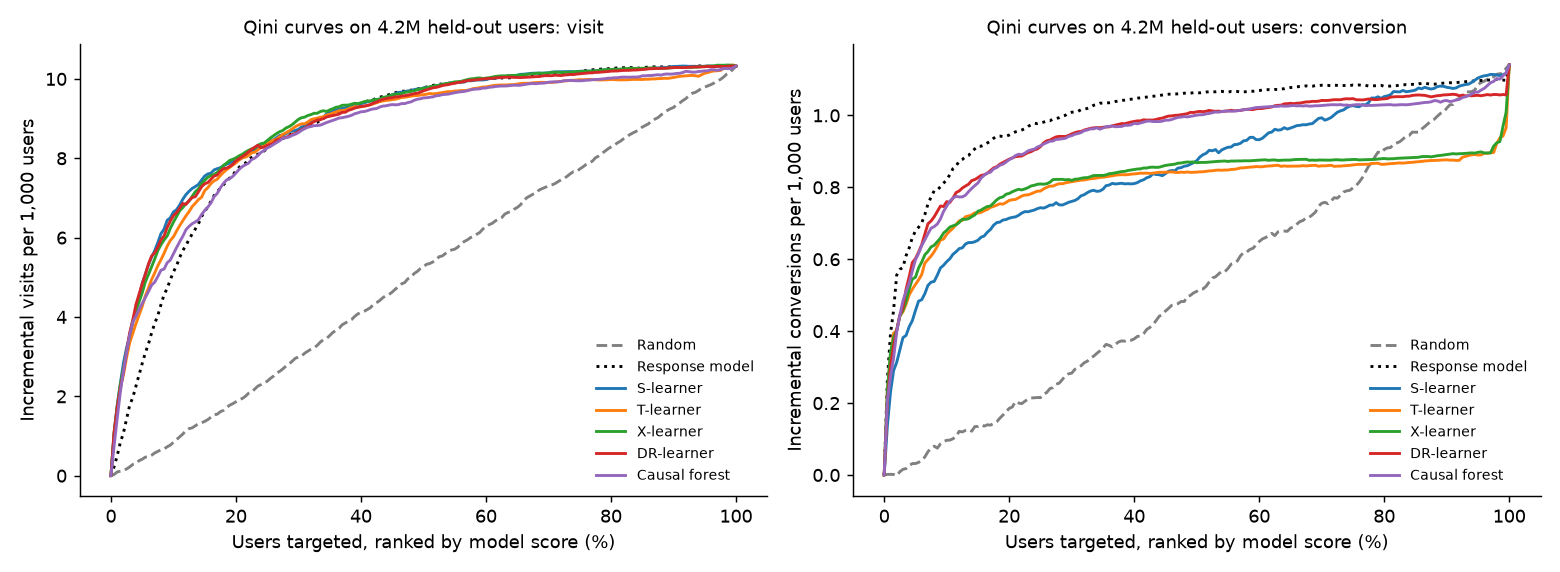 Qini curves on 4.2M held-out users: visit
Incremental visits per 1,000 users
10
8
6
4
2
0
0 20 40 60 80 100
Users targeted, ranked by model score (%)
Random
Response model
S-learner
T-learner
X-learner
DR-learner
Causal forest
Qini curves on 4.2M held-out users: conversion
Incremental conversions per 1,000 users
1.0
0.8
0.6
0.4
0.2
0.0
0 20 40 60 80 100
Users targeted, ranked by model score (%)
Random
Response model
S-learner
T-learner
X-learner
DR-learner
Causal forest